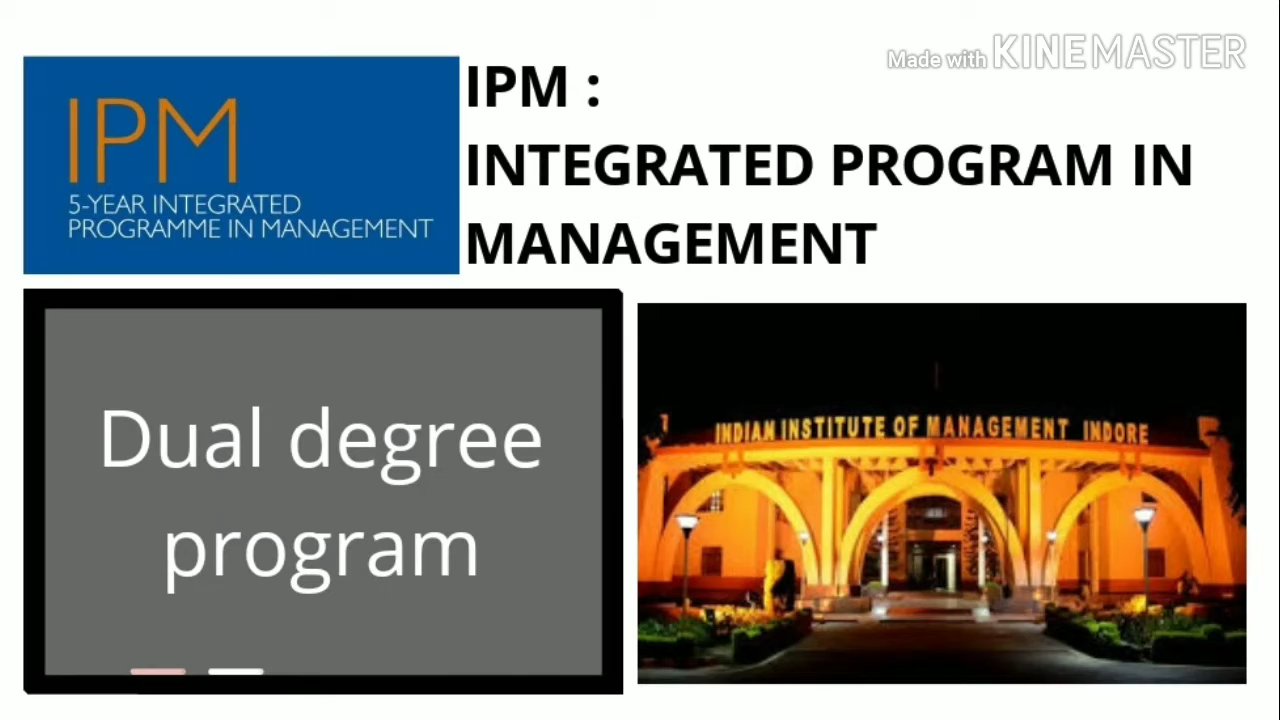 Made with KINEMASTER
IPM :
INTEGRATED PROGRAM IN
MANAGEMENT
IPM
5-YEAR INTEGRATED
PROGRAMME IN MANAGEMENT
Dual degree
program
INDIAN INSTITUTE OF MANAGEMENT INDORE